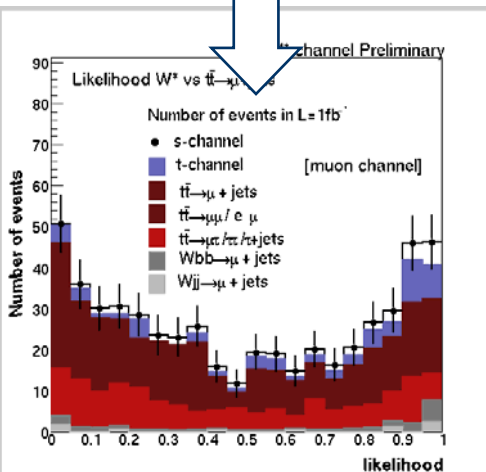 channel Preliminary
Likelihood W* vs tt̄→μ
Number of events in L=1fb⁻
s-channel
t-channel
[muon channel]
tt̄→μ + jets
tt̄→μμ / e μ
tt̄→μτ/ττ/τ+jets
Wbb→μ + jets
Wjj→μ + jets
Number of events
90
80
70
60
50
40
30
20
10
0
0 0.1 0.2 0.3 0.4 0.5 0.6 0.7 0.8 0.9 1
likelihood